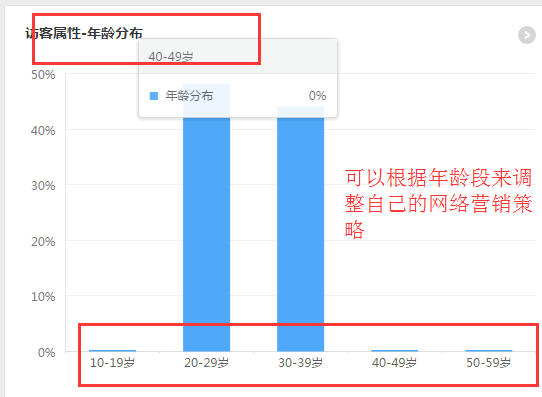 访客属性-年龄分布
40-49岁
年龄分布 0%
50%
40%
30%
20%
10%
0%
可以根据年龄段来调
整自己的网络营销策
略
10-19岁 20-29岁 30-39岁 40-49岁 50-59岁